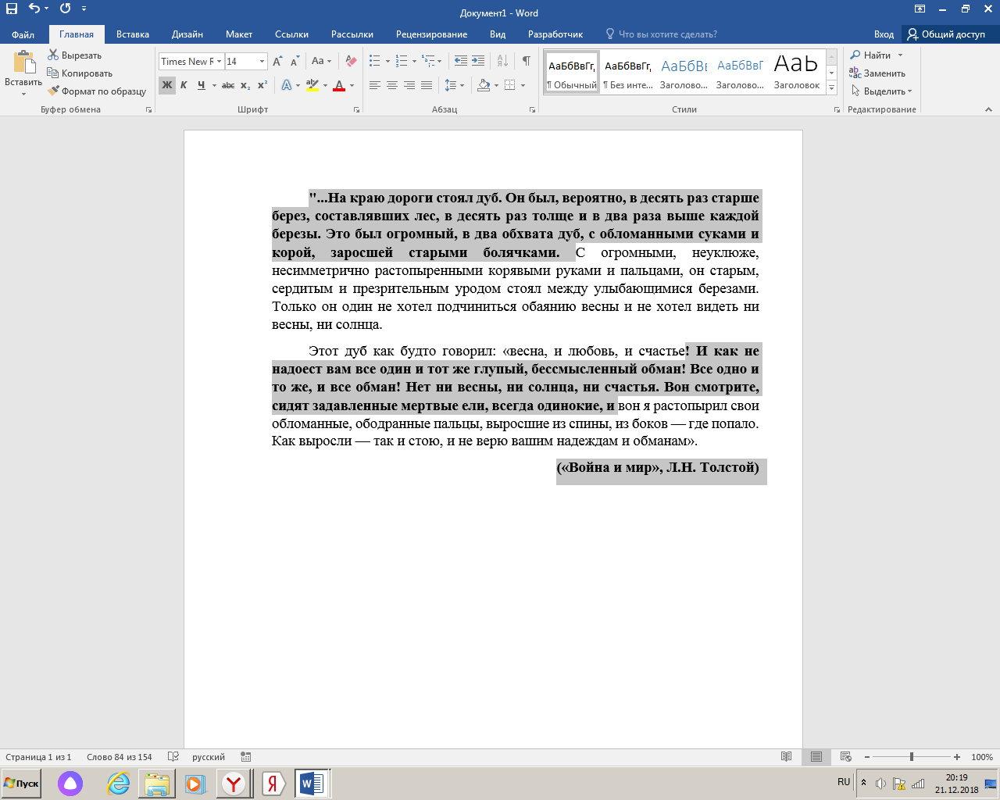 Документ1 - Word
Файл Главная Вставка Дизайн Макет Ссылки Рассылки Рецензирование Вид Разработчик Что вы хотите сделать? Вход Общий доступ
Вставить
Вырезать
Копировать
Формат по образцу
Буфер обмена
Times New R 14
Ж К Ч abc x₂ x²
Шрифт
Абзац
АаБбВвГг, АаБбВвГг, АаБбВв АаБбВвГ АаЬ
¶ Обычный ¶ Без инте... Заголово... Заголово... Заголовок
Стили
Найти
Заменить
Выделить
Редактирование
"...На краю дороги стоял дуб. Он был, вероятно, в десять раз старше
берез, составлявших лес, в десять раз толще и в два раза выше каждой
березы. Это был огромный, в два обхвата дуб, с обломанными суками и
корой, заросшей старыми болячками. С огромными, неуклюже,
несимметрично растопыренными корявыми руками и пальцами, он старым,
сердитым и презрительным уродом стоял между улыбающимися березами.
Только он один не хотел подчиниться обаянию весны и не хотел видеть ни
весны, ни солнца.
Этот дуб как будто говорил: «весна, и любовь, и счастье! И как не
надоест вам все один и тот же глупый, бессмысленный обман! Все одно и
то же, и все обман! Нет ни весны, ни солнца, ни счастья. Вон смотрите,
сидят задавленные мертвые ели, всегда одинокие, и вон я растопырил свои
обломанные, ободранные пальцы, выросшие из спины, из боков — где попало.
Как выросли — так и стою, и не верю вашим надеждам и обманам».
(«Война и мир», Л.Н. Толстой)
Страница 1 из 1 Слово 84 из 154 русский 100%
Пуск
RU
20:19
21.12.2018